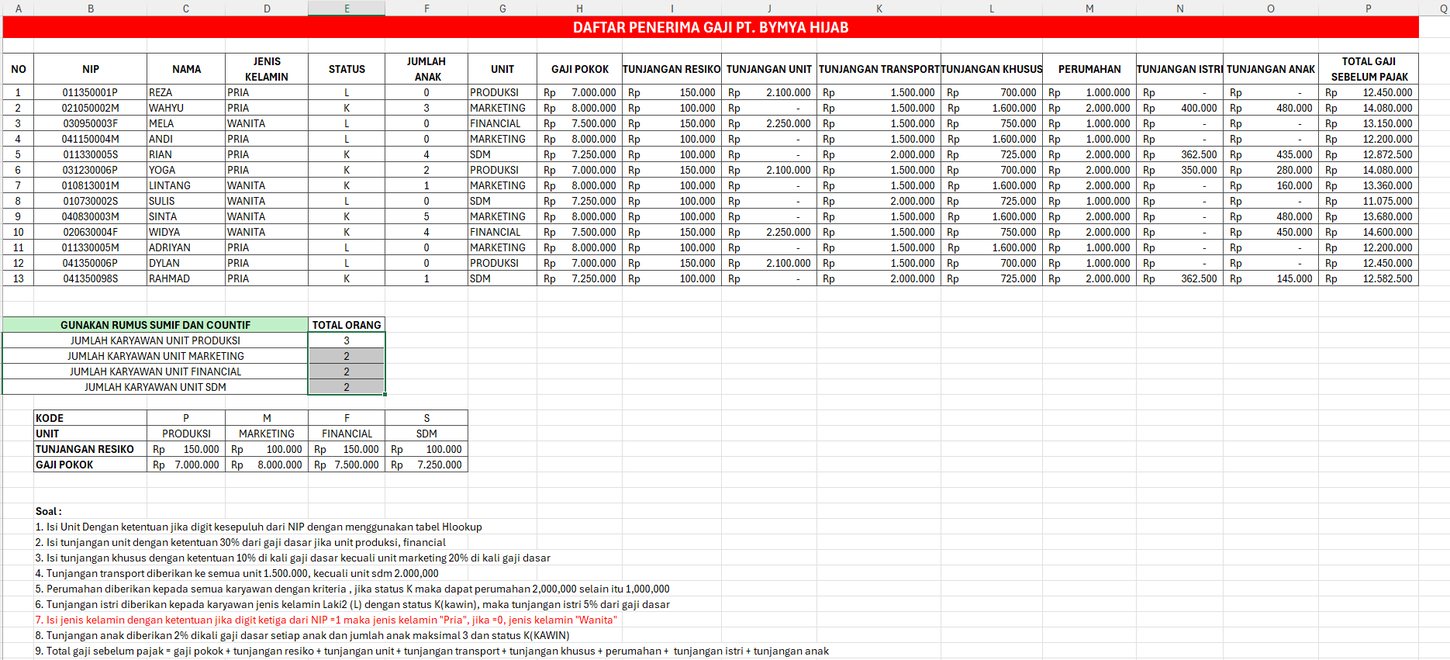 A B C D E F G H I J K L M N O P Q
DAFTAR PENERIMA GAJI PT. BYMYA HIJAB
NO NIP NAMA JENIS KELAMIN STATUS JUMLAH ANAK UNIT GAJI POKOK TUNJANGAN RESIKO TUNJANGAN UNIT TUNJANGAN TRANSPORT TUNJANGAN KHUSUS PERUMAHAN TUNJANGAN ISTRI TUNJANGAN ANAK TOTAL GAJI SEBELUM PAJAK
1 011350001P REZA PRIA L 0 PRODUKSI Rp 7.000.000 Rp 150.000 Rp 2.100.000 Rp 1.500.000 Rp 700.000 Rp 1.000.000 Rp - Rp - Rp 12.450.000
2 021050002M WAHYU PRIA K 3 MARKETING Rp 8.000.000 Rp 100.000 Rp - Rp 1.500.000 Rp 1.600.000 Rp 2.000.000 Rp 400.000 Rp 480.000 Rp 14.080.000
3 030950003F MELA WANITA L 0 FINANCIAL Rp 7.500.000 Rp 150.000 Rp 2.250.000 Rp 1.500.000 Rp 750.000 Rp 1.000.000 Rp - Rp - Rp 13.150.000
4 041150004M ANDI PRIA L 0 MARKETING Rp 8.000.000 Rp 100.000 Rp - Rp 1.500.000 Rp 1.600.000 Rp 1.000.000 Rp - Rp - Rp 12.200.000
5 011330005S RIAN PRIA K 4 SDM Rp 7.250.000 Rp 100.000 Rp - Rp 2.000.000 Rp 725.000 Rp 2.000.000 Rp 362.500 Rp 435.000 Rp 12.872.500
6 031230006P YOGA PRIA K 2 PRODUKSI Rp 7.000.000 Rp 150.000 Rp 2.100.000 Rp 1.500.000 Rp 700.000 Rp 2.000.000 Rp 350.000 Rp 280.000 Rp 14.080.000
7 010813001M LINTANG WANITA K 1 MARKETING Rp 8.000.000 Rp 100.000 Rp - Rp 1.500.000 Rp 1.600.000 Rp 2.000.000 Rp - Rp 160.000 Rp 13.360.000
8 010730002S SULIS WANITA L 0 SDM Rp 7.250.000 Rp 100.000 Rp - Rp 2.000.000 Rp 725.000 Rp 1.000.000 Rp - Rp - Rp 11.075.000
9 040830003M SINTA WANITA K 5 MARKETING Rp 8.000.000 Rp 100.000 Rp - Rp 1.500.000 Rp 1.600.000 Rp 2.000.000 Rp - Rp 480.000 Rp 13.680.000
10 020630004F WIDYA WANITA K 4 FINANCIAL Rp 7.500.000 Rp 150.000 Rp 2.250.000 Rp 1.500.000 Rp 750.000 Rp 2.000.000 Rp - Rp 450.000 Rp 14.600.000
11 011330005M ADRIYAN PRIA L 0 MARKETING Rp 8.000.000 Rp 100.000 Rp - Rp 1.500.000 Rp 1.600.000 Rp 1.000.000 Rp - Rp - Rp 12.200.000
12 041350006P DYLAN PRIA L 0 PRODUKSI Rp 7.000.000 Rp 150.000 Rp 2.100.000 Rp 1.500.000 Rp 700.000 Rp 1.000.000 Rp - Rp - Rp 12.450.000
13 041350098S RAHMAD PRIA K 1 SDM Rp 7.250.000 Rp 100.000 Rp - Rp 2.000.000 Rp 725.000 Rp 2.000.000 Rp 362.500 Rp 145.000 Rp 12.582.500
GUNAKAN RUMUS SUMIF DAN COUNTIF TOTAL ORANG
JUMLAH KARYAWAN UNIT PRODUKSI 3
JUMLAH KARYAWAN UNIT MARKETING 2
JUMLAH KARYAWAN UNIT FINANCIAL 2
JUMLAH KARYAWAN UNIT SDM 2
KODE P M F S
UNIT PRODUKSI MARKETING FINANCIAL SDM
TUNJANGAN RESIKO Rp 150.000 Rp 100.000 Rp 150.000 Rp 100.000
GAJI POKOK Rp 7.000.000 Rp 8.000.000 Rp 7.500.000 Rp 7.250.000
Soal :
1. Isi Unit Dengan ketentuan jika digit kesepuluh dari NIP dengan menggunakan tabel Hlookup
2. Isi tunjangan unit dengan ketentuan 30% dari gaji dasar jika unit produksi, financial
3. Isi tunjangan khusus dengan ketentuan 10% di kali gaji dasar kecuali unit marketing 20% di kali gaji dasar
4. Tunjangan transport diberikan ke semua unit 1.500.000, kecuali unit sdm 2.000,000
5. Perumahan diberikan kepada semua karyawan dengan kriteria , jika status K maka dapat perumahan 2,000,000 selain itu 1,000,000
6. Tunjangan istri diberikan kepada karyawan jenis kelamin Laki2 (L) dengan status K(kawin), maka tunjangan istri 5% dari gaji dasar
7. Isi jenis kelamin dengan ketentuan jika digit ketiga dari NIP =1 maka jenis kelamin "Pria", jika =0, jenis kelamin "Wanita"
8. Tunjangan anak diberikan 2% dikali gaji dasar setiap anak dan jumlah anak maksimal 3 dan status K(KAWIN)
9. Total gaji sebelum pajak = gaji pokok + tunjangan resiko + tunjangan unit + tunjangan transport + tunjangan khusus + perumahan + tunjangan istri + tunjangan anak